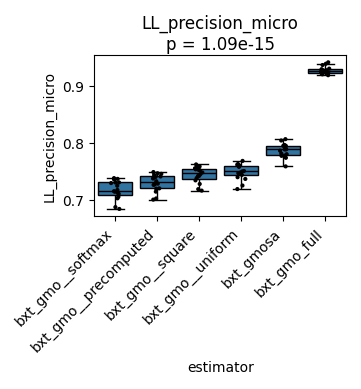 LL_precision_micro
p = 1.09e-15
LL_precision_micro
0.9
0.8
0.7
bxt_gmo__softmax
bxt_gmo__precomputed
bxt_gmo__square
bxt_gmo__uniform
bxt_gmosa
bxt_gmo_full
estimator